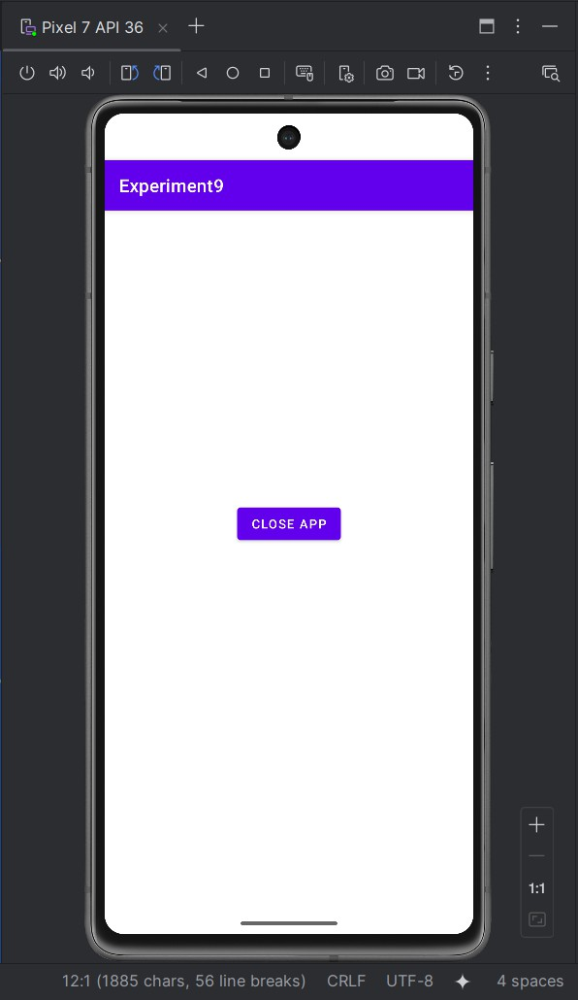 Pixel 7 API 36
Experiment9
CLOSE APP
1:1
12:1 (1885 chars, 56 line breaks) CRLF UTF-8 4 spaces